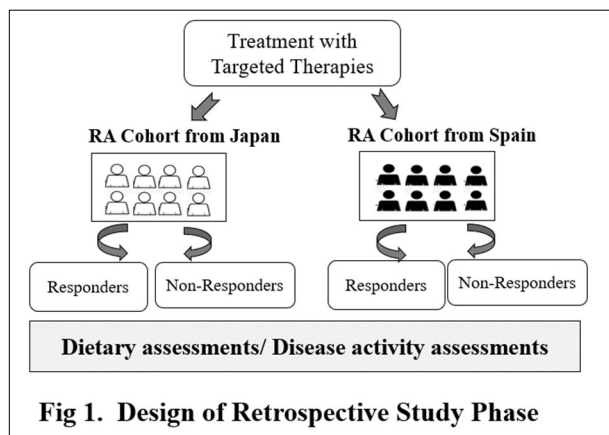 Treatment with
Targeted Therapies
RA Cohort from Japan
RA Cohort from Spain
Responders
Non-Responders
Responders
Non-Responders
Dietary assessments/ Disease activity assessments
Fig 1. Design of Retrospective Study Phase